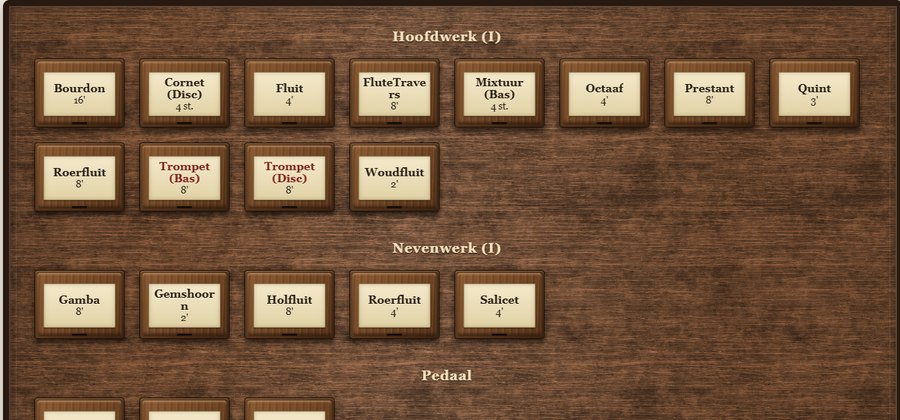 Hoofdwerk (I)
Bourdon
16'
Cornet
(Disc)
4 st.
Fluit
4'
FluteTrave
rs
8'
Mixtuur
(Bas)
4 st.
Octaaf
4'
Prestant
8'
Quint
3'
Roerfluit
8'
Trompet
(Bas)
8'
Trompet
(Disc)
8'
Woudfluit
2'
Nevenwerk (I)
Gamba
8'
Gemshoor
n
2'
Holfluit
8'
Roerfluit
4'
Salicet
4'
Pedaal